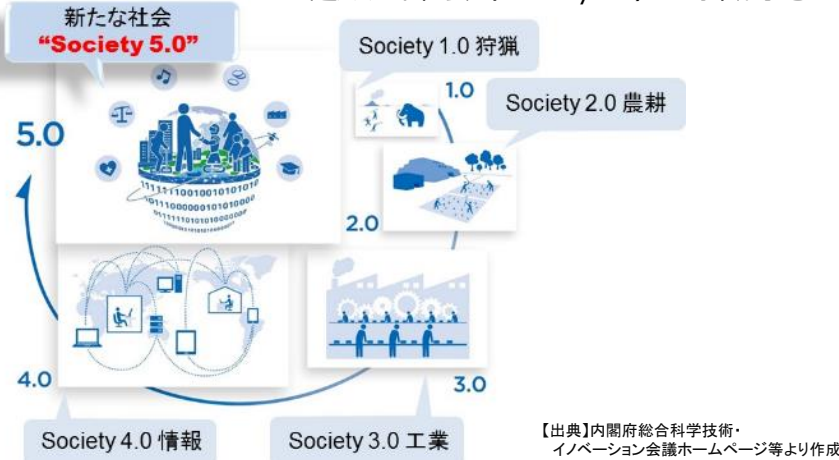 新たな社会
“Society 5.0”
Society 1.0 狩猟
1.0
Society 2.0 農耕
5.0
1111110010010101010
011100000101010000
01111110101010000
2.0
4.0
3.0
Society 4.0 情報
Society 3.0 工業
【出典】内閣府総合科学技術・
イノベーション会議ホームページ等より作成